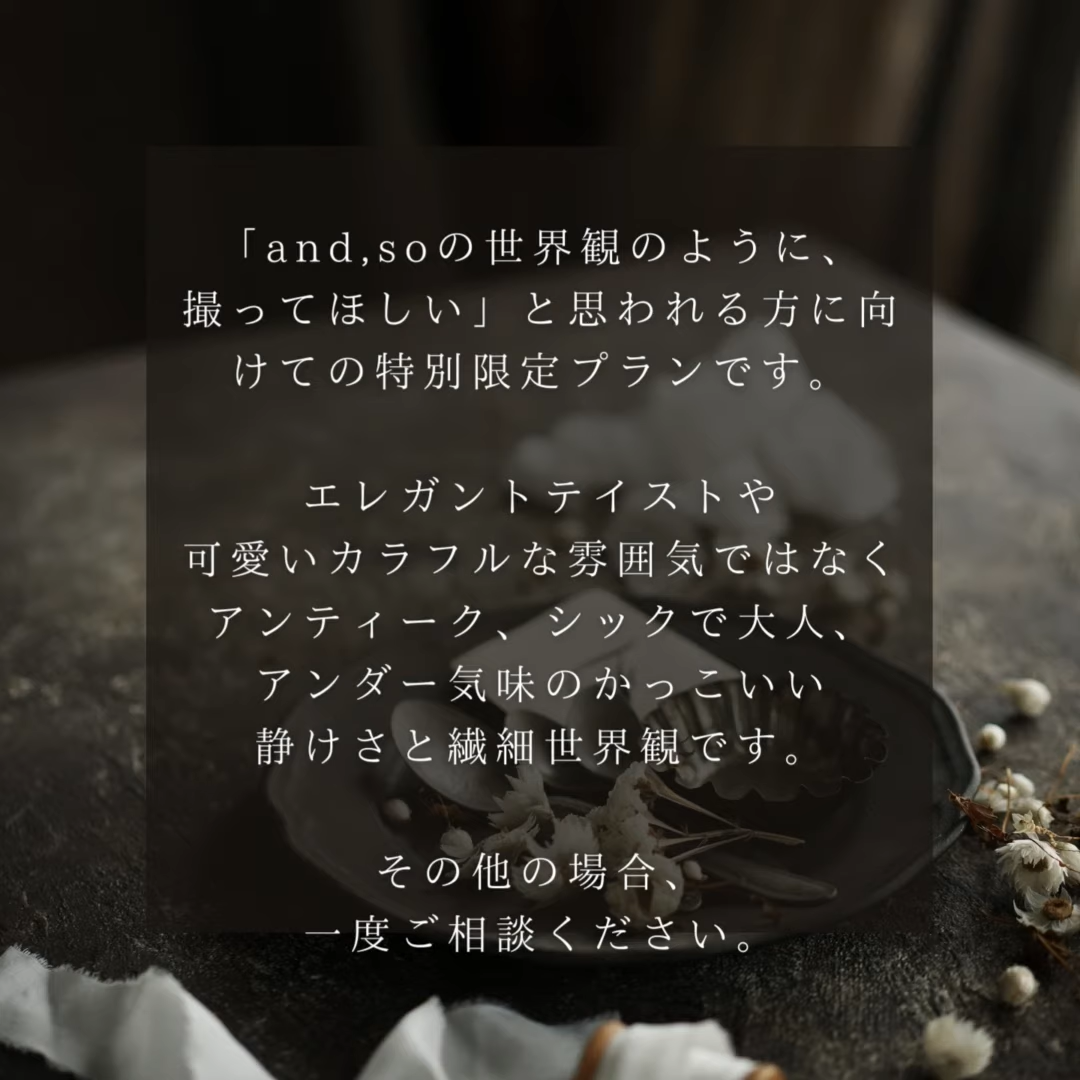 「and,soの世界観のように、
撮ってほしい」と思われる方に向
けての特別限定プランです。
エレガントテイストや
可愛いカラフルな雰囲気ではなく
アンティーク、シックで大人、
アンダー気味のかっこいい
静けさと繊細世界観です。
その他の場合、
一度ご相談ください。